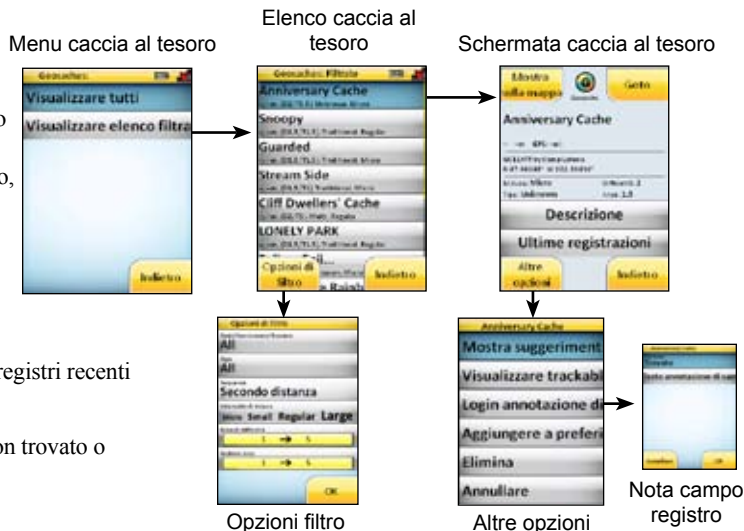 Elenco caccia al
tesoro
Menu caccia al tesoro
Schermata caccia al tesoro
Geocaches:
Visualizzare tutti
Visualizzare elenco filtra
Indietro
Geocaches: Filtrato
Anniversary Cache
Snoopy
Guarded
Stream Side
Cliff Dwellers' Cache
LONELY PARK
Opzioni di
filtro
Indietro
Mostra
sulla mappa
Goto
Anniversary Cache
Descrizione
Ultime registrazioni
Altre
opzioni
Indietro
o
o,
registri recenti
on trovato o
Opzioni di filtro
All
All
Secondo distanza
Small Regular Large
OK
Opzioni filtro
Anniversary Cache
Mostra suggeriment
Visualizzare trackabl
Login annotazione di
Aggiungere a preferi
Elimina
Annullare
Altre opzioni
Nota campo
registro